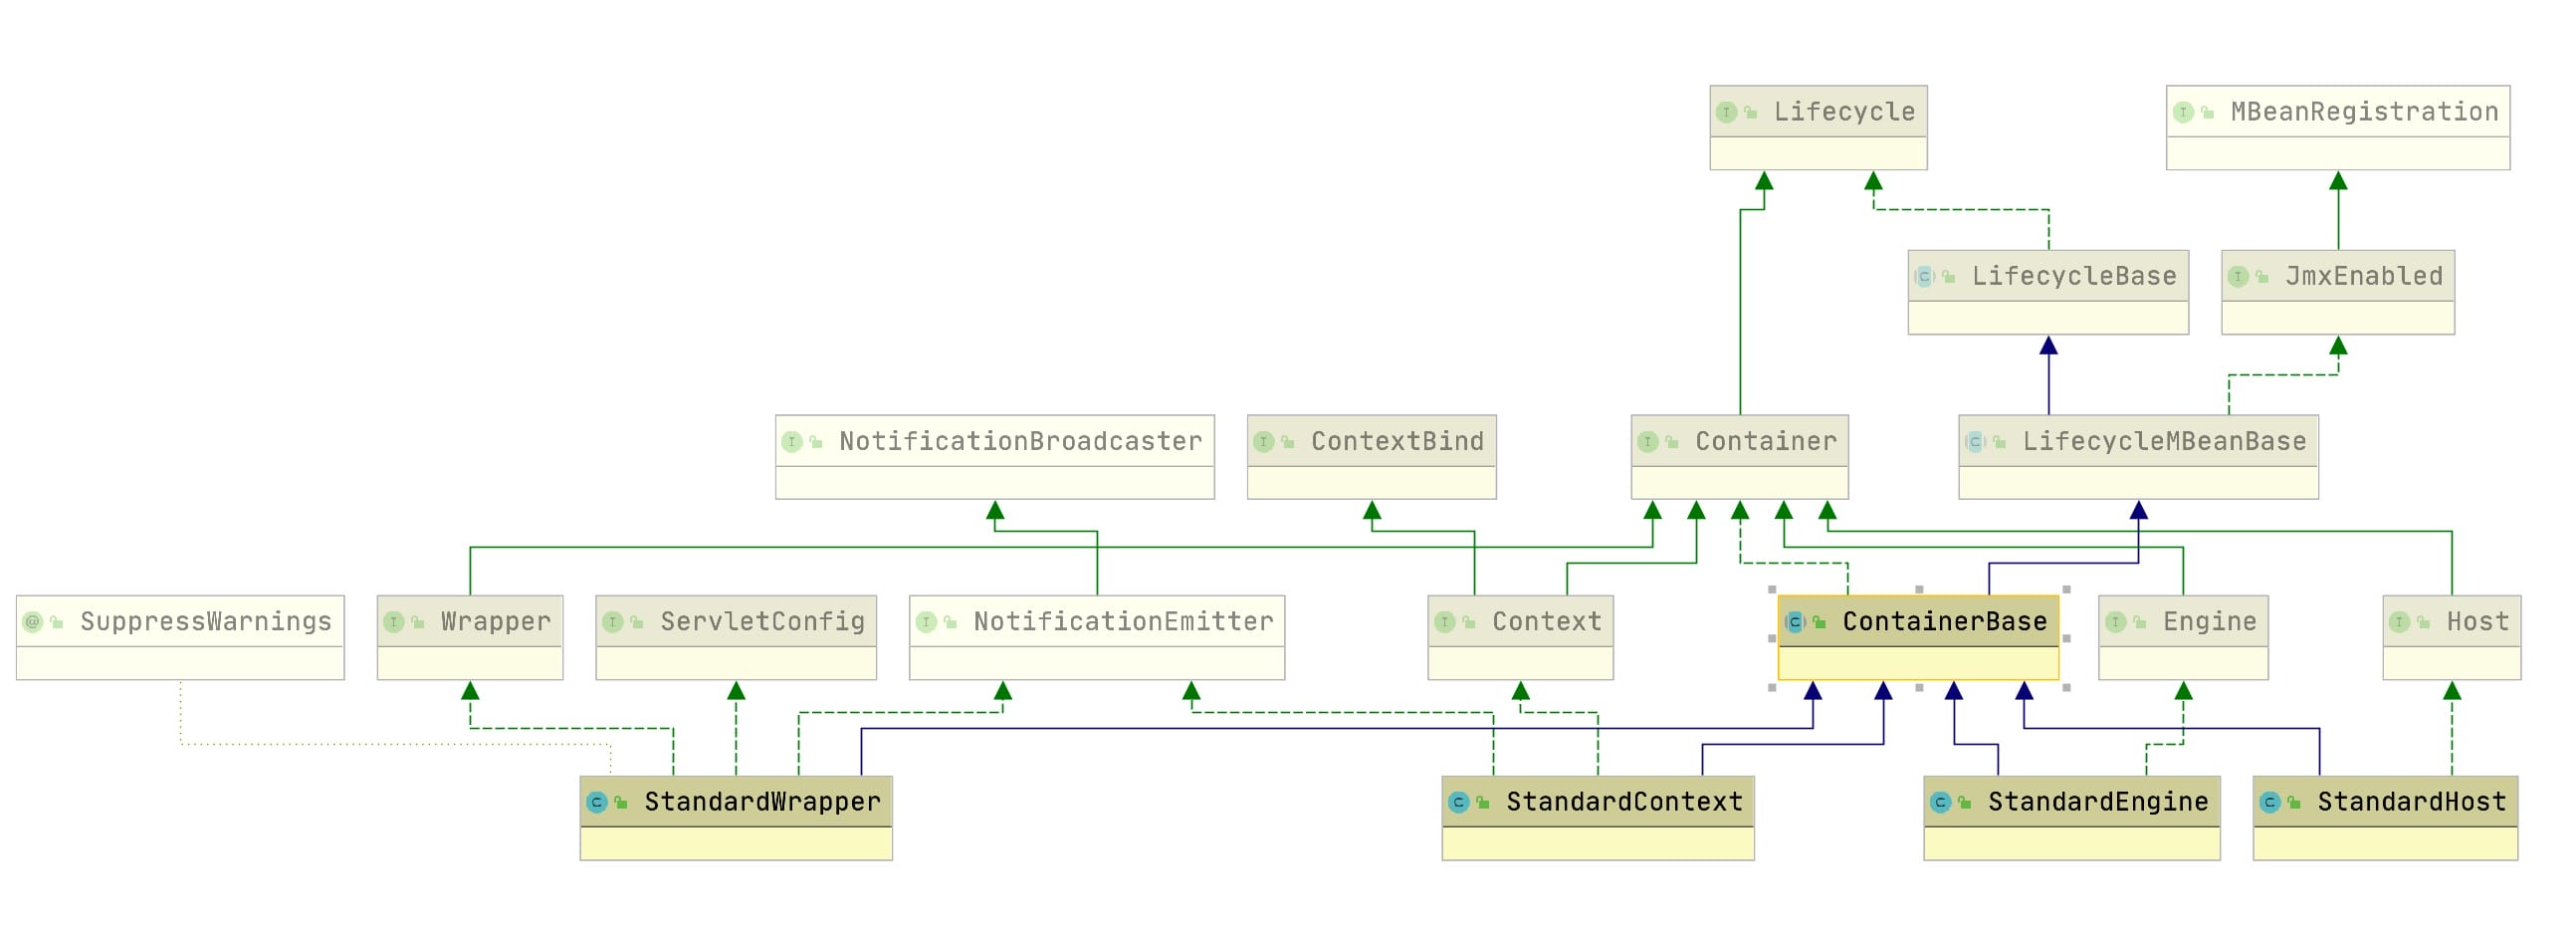 Lifecycle
MBeanRegistration
LifecycleBase
JmxEnabled
NotificationBroadcaster
ContextBind
Container
LifecycleMBeanBase
SuppressWarnings
Wrapper
ServletConfig
NotificationEmitter
Context
ContainerBase
Engine
Host
StandardWrapper
StandardContext
StandardEngine
StandardHost